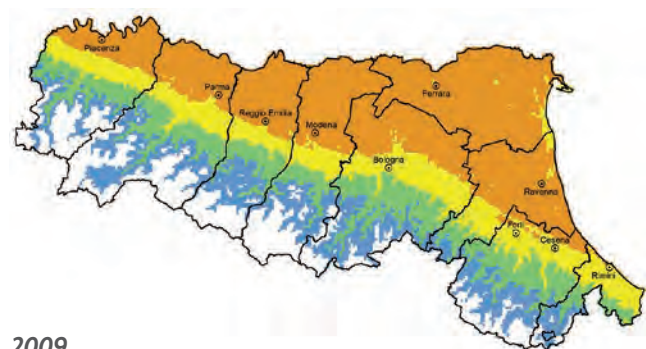 Piacenza
Parma
Reggio Emilia
Modena
Ferrara
Bologna
Ravenna
Forlì
Cesena
Rimini
2009